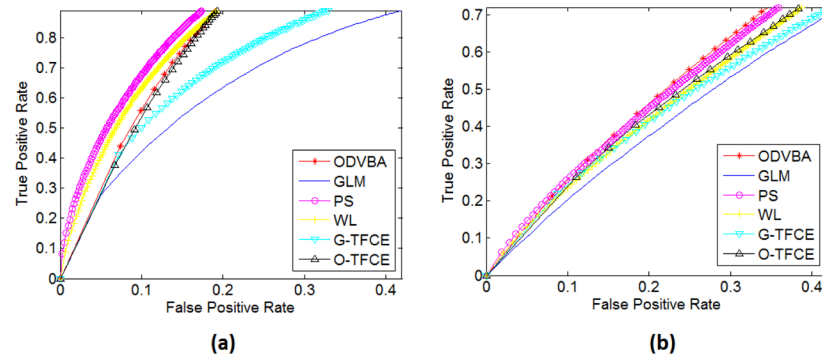 0.8
0.7
0.6
0.5
0.4
0.3
0.2
0.1
0
True Positive Rate
0 0.1 0.2 0.3 0.4
False Positive Rate
ODVBA
GLM
PS
WL
G-TFCE
O-TFCE
(a)
0.7
0.6
0.5
0.4
0.3
0.2
0.1
0
True Positive Rate
0 0.1 0.2 0.3 0.4
False Positive Rate
ODVBA
GLM
PS
WL
G-TFCE
O-TFCE
(b)